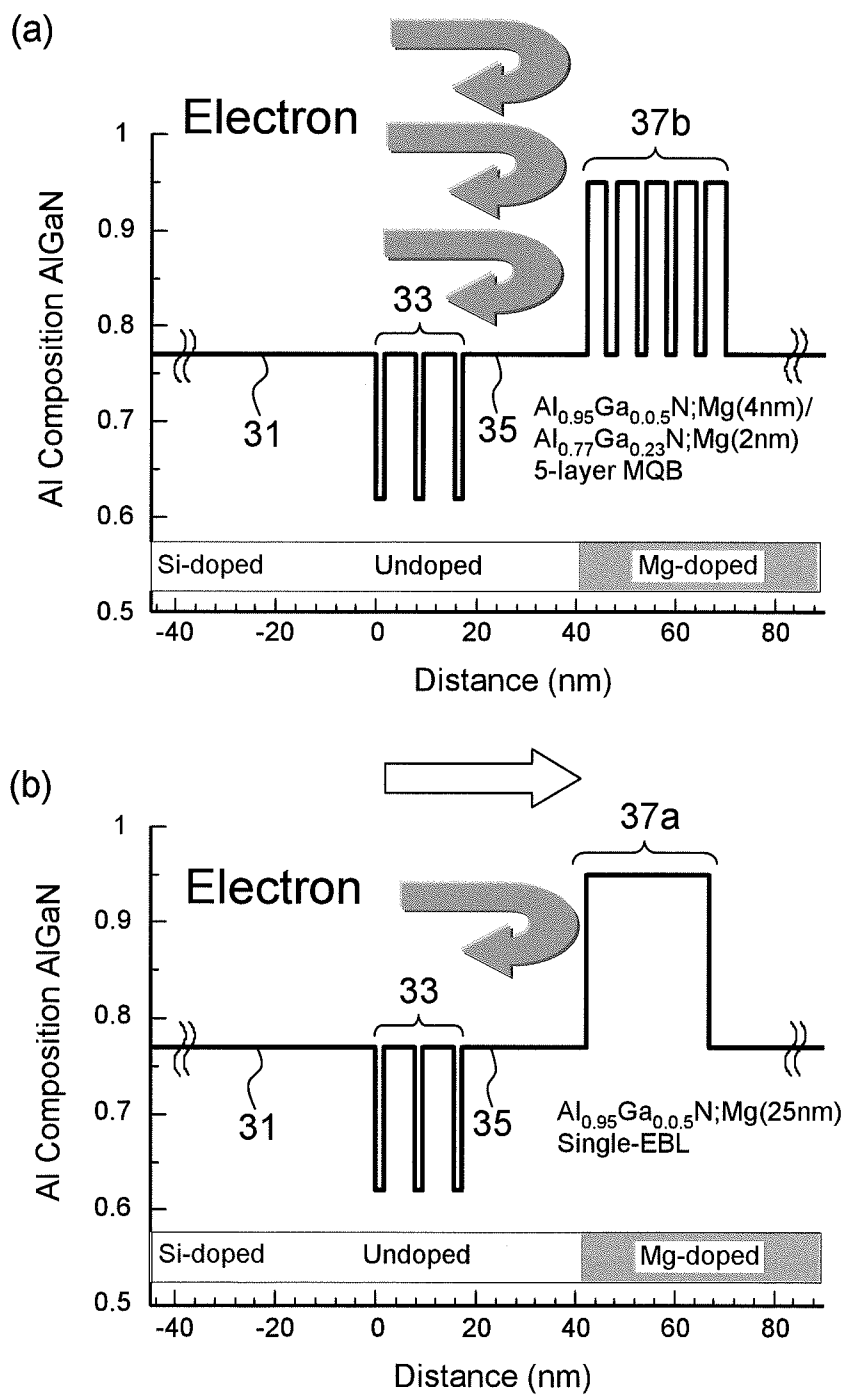 (a)
Electron
37b
1
0.9
0.8
0.7
0.6
0.5
Al Composition AlGaN
33
31
35
Al0.95Ga0.0.5N;Mg(4nm)/
Al0.77Ga0.23N;Mg(2nm)
5-layer MQB
Si-doped Undoped Mg-doped
-40 -20 0 20 40 60 80
Distance (nm)
(b)
37a
Electron
1
0.9
0.8
0.7
0.6
0.5
Al Composition AlGaN
33
31
35
Al0.95Ga0.0.5N;Mg(25nm)
Single-EBL
Si-doped Undoped Mg-doped
-40 -20 0 20 40 60 80
Distance (nm)